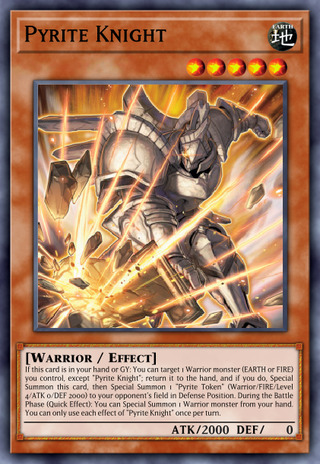 Pyrite Knight
EARTH
地
[Warrior / Effect]
If this card is in your hand or GY: You can target 1 Warrior monster (EARTH or FIRE)
you control, except "Pyrite Knight"; return it to the hand, and if you do, Special
Summon this card, then Special Summon 1 "Pyrite Token" (Warrior/FIRE/Level
4/ATK 0/DEF 2000) to your opponent's field in Defense Position. During the Battle
Phase (Quick Effect): You can Special Summon 1 Warrior monster from your hand.
You can only use each effect of "Pyrite Knight" once per turn.
ATK/2000 DEF/ 0